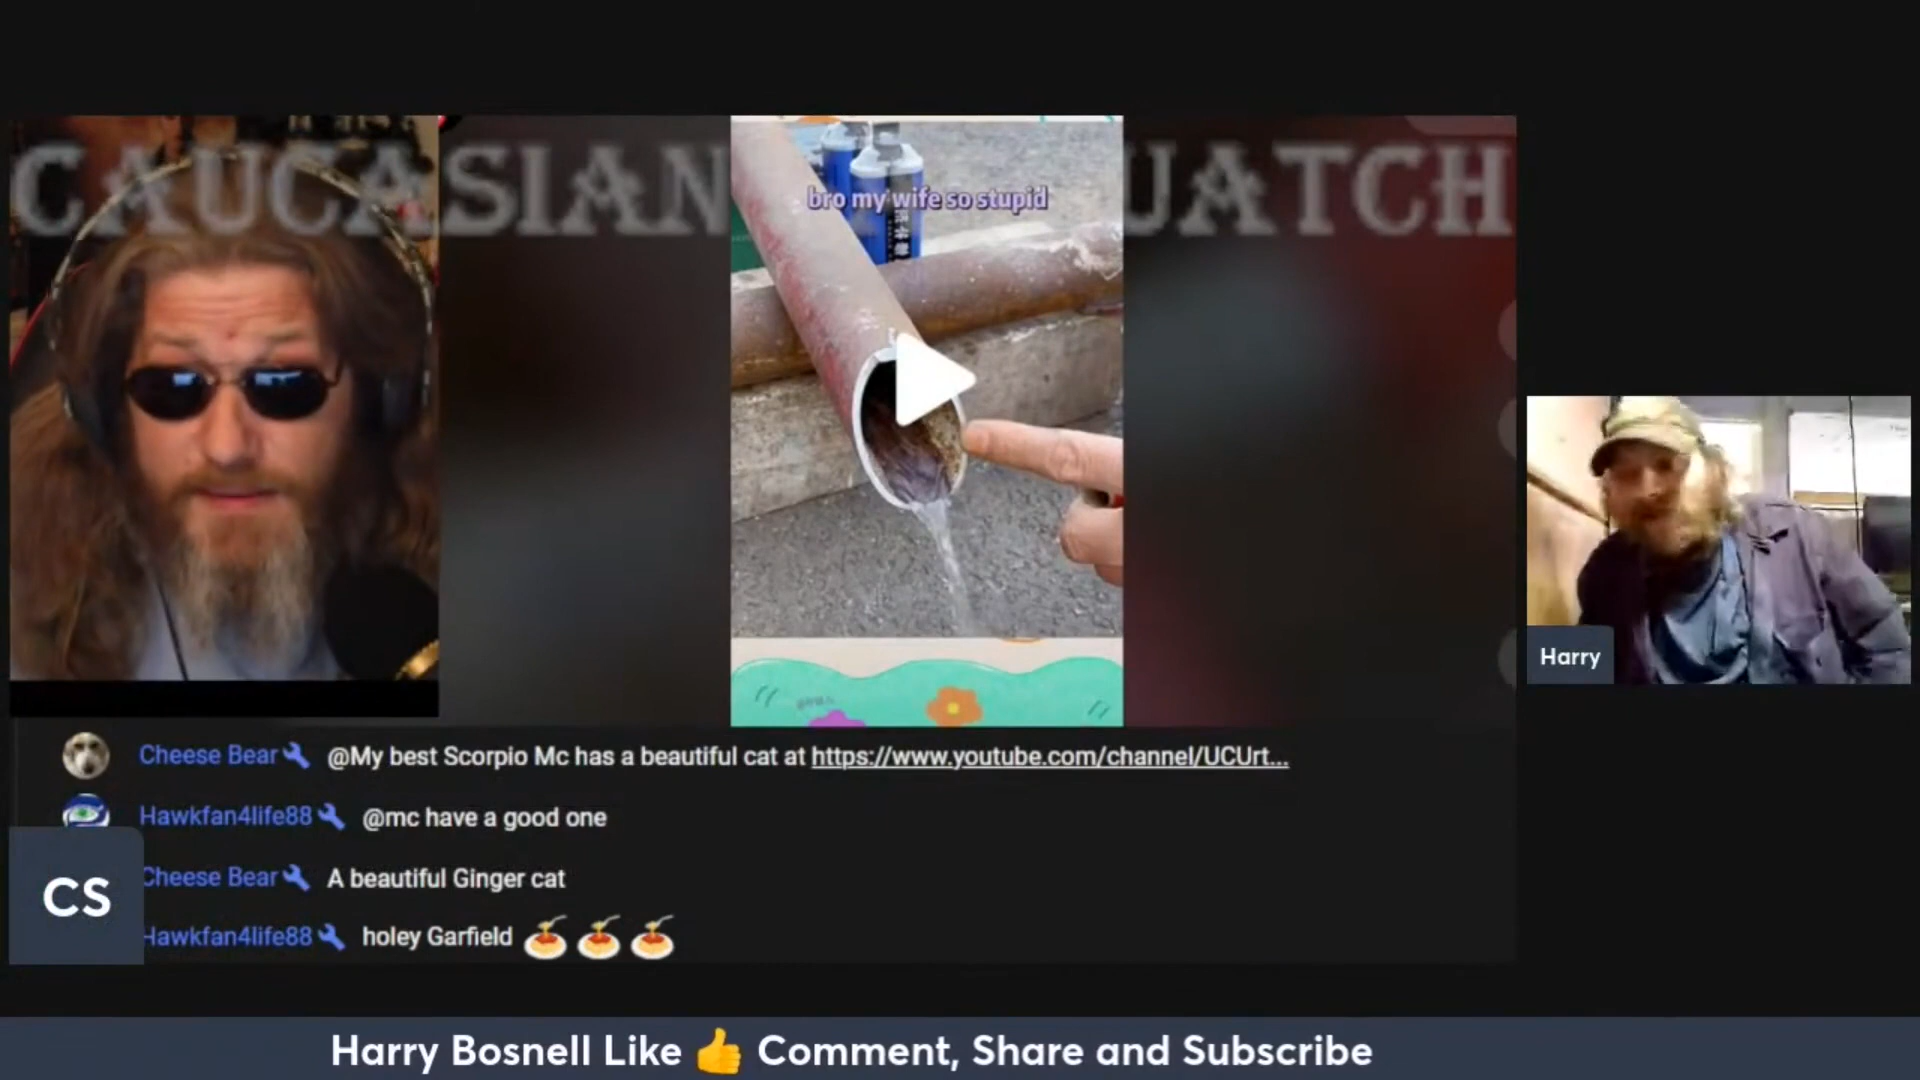 CAUCASIAN UATCH
bro my wife so stupid
Harry
Cheese Bear @My best Scorpio Mc has a beautiful cat at https://www.youtube.com/channel/UCUrt...
Hawkfan4life88 @mc have a good one
Cheese Bear A beautiful Ginger cat
CS
Hawkfan4life88 holey Garfield 🍝 🍝 🍝
Harry Bosnell Like 👍 Comment, Share and Subscribe